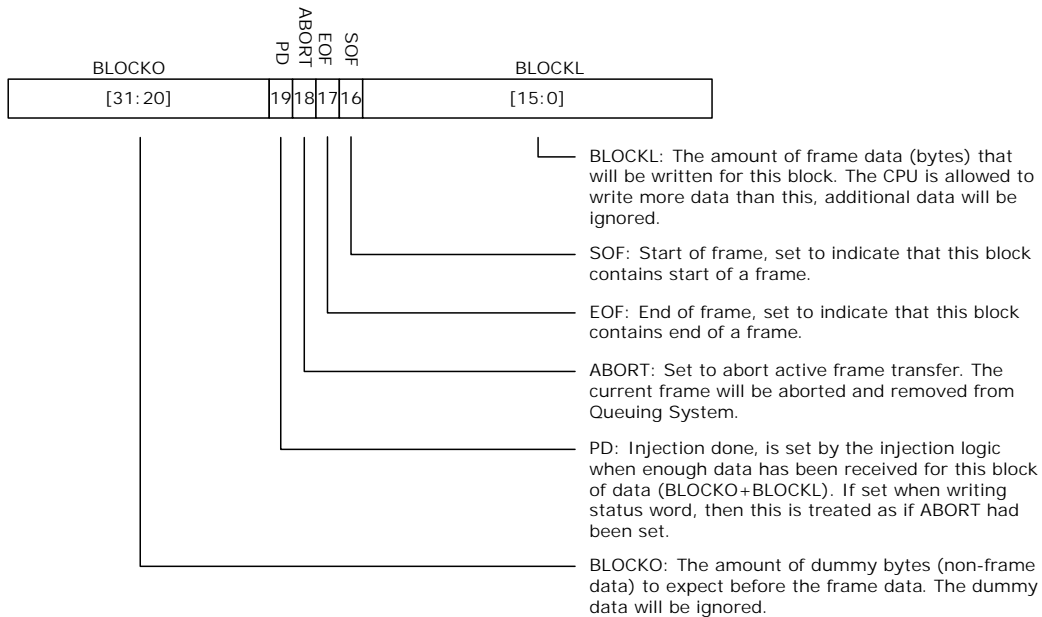 PD
ABORT
EOF
SOF
BLOCKO
BLOCKL
[31:20]
19
18
17
16
[15:0]
BLOCKL: The amount of frame data (bytes) that
will be written for this block. The CPU is allowed to
write more data than this, additional data will be
ignored.
SOF: Start of frame, set to indicate that this block
contains start of a frame.
EOF: End of frame, set to indicate that this block
contains end of a frame.
ABORT: Set to abort active frame transfer. The
current frame will be aborted and removed from
Queuing System.
PD: Injection done, is set by the injection logic
when enough data has been received for this block
of data (BLOCKO+BLOCKL). If set when writing
status word, then this is treated as if ABORT had
been set.
BLOCKO: The amount of dummy bytes (non-frame
data) to expect before the frame data. The dummy
data will be ignored.